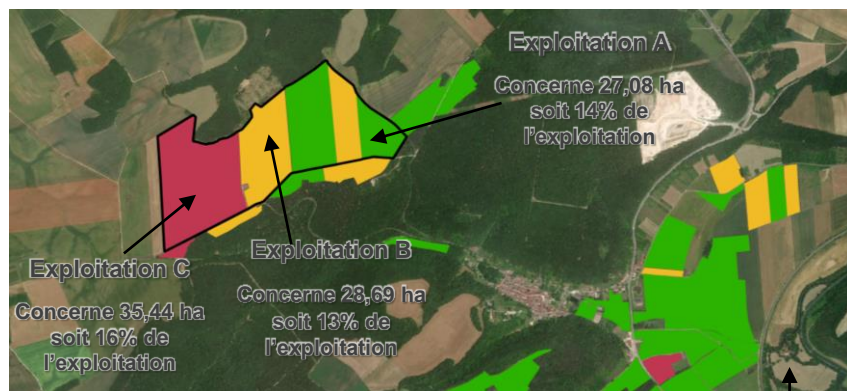 Exploitation A
Concerne 27,08 ha
soit 14% de
l'exploitation
Exploitation B
Concerne 28,69 ha
soit 13% de
l'exploitation
Exploitation C
Concerne 35,44 ha
soit 16% de
l'exploitation